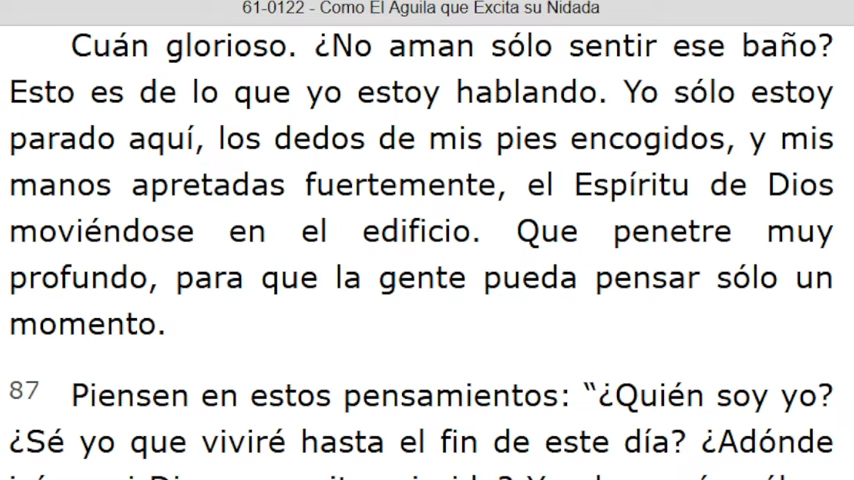 61-0122 - Como El Aguila que Excita su Nidada
Cuán glorioso. ¿No aman sólo sentir ese baño?
Esto es de lo que yo estoy hablando. Yo sólo estoy
parado aquí, los dedos de mis pies encogidos, y mis
manos apretadas fuertemente, el Espíritu de Dios
moviéndose en el edificio. Que penetre muy
profundo, para que la gente pueda pensar sólo un
momento.
87 Piensen en estos pensamientos: “¿Quién soy yo?
¿Sé yo que viviré hasta el fin de este día? ¿Adónde